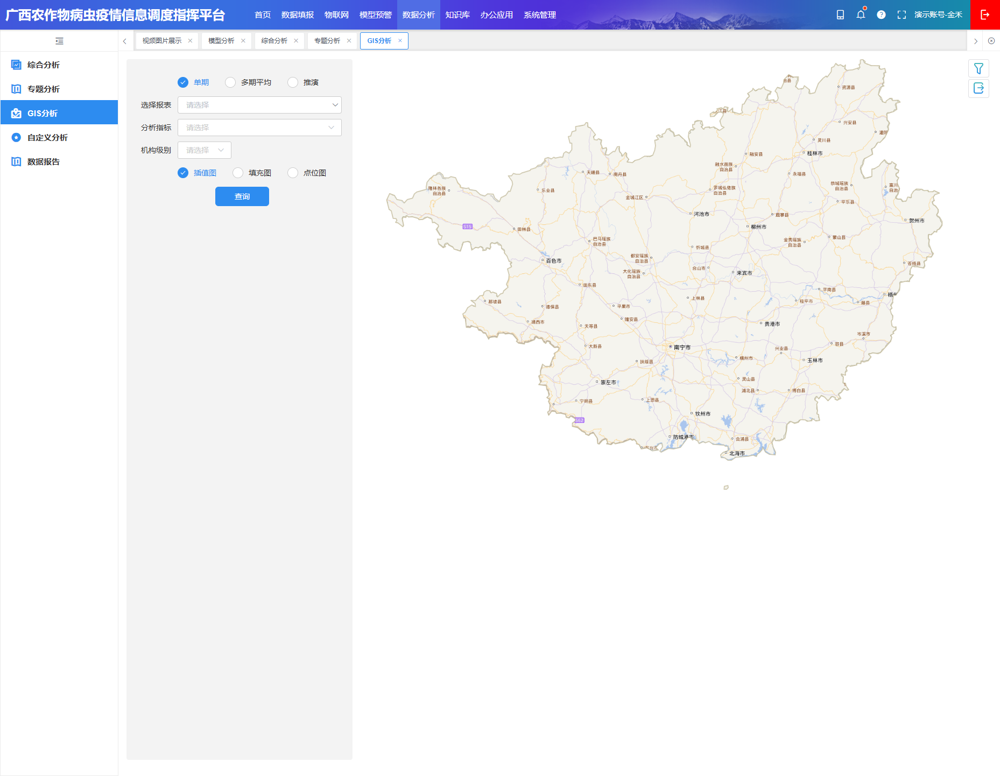 广西农作物病虫疫情信息调度指挥平台
首页 数据填报 物联网 模型预警 数据分析 知识库 办公应用 系统管理
演示账号-金禾
视频图片展示 模型分析 综合分析 专题分析 GIS分析
综合分析
专题分析
GIS分析
自定义分析
数据报告
单期 多期平均 推演
选择报表 请选择
分析指标 请选择
机构级别 请选择
插值图 填充图 点位图
查询
治县
资源县
江县
兴安县
灌阳
灵川县
桂林市
融安县
融水苗族
自治县
天峨县
南丹县
永福县
隆林各族
自治县
乐业县
罗城仫佬族
自治县
恭城瑶族
自治县
富川
自治
金城江区
平乐县
河池市
鹿寨县
贺州市
S15
柳州市
田林县
巴马瑶族
自治县
金秀瑶族
自治县
蒙山县
忻城县
都安瑶族
自治县
百色市
苍梧县
合山市
大化瑶族
自治县
来宾市
田东县
平南县
梧州
上林县
那坡县
桂平市
藤县
德保县
平果市
隆安县
靖西市
天等县
贵港市
岑溪市
大新县
容县
南宁市
兴业县
横州市
玉林市
扶绥县
崇左市
灵山县
浦北县
博白县
宁明县
上思县
钦州市
S62
防城港市
合浦县
东兴市
北海市